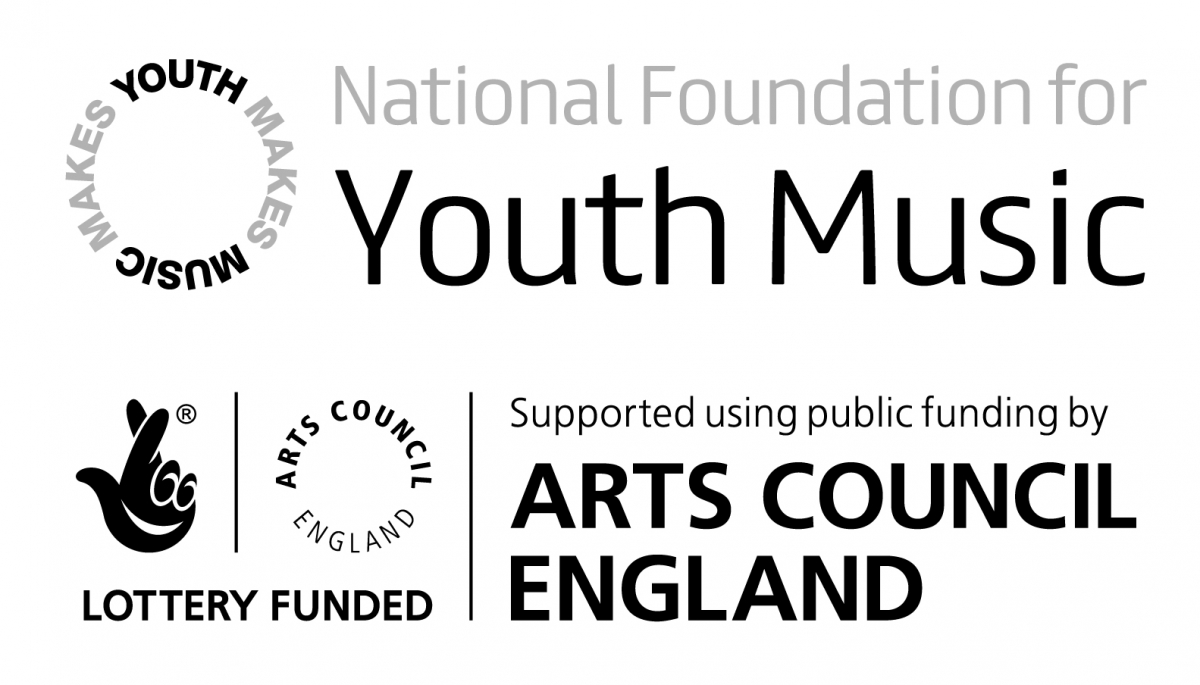 YOUTH MAKES MUSIC MAKES
National Foundation for
Youth Music
®
LOTTERY FUNDED
ARTS COUNCIL
ENGLAND
Supported using public funding by
ARTS COUNCIL
ENGLAND